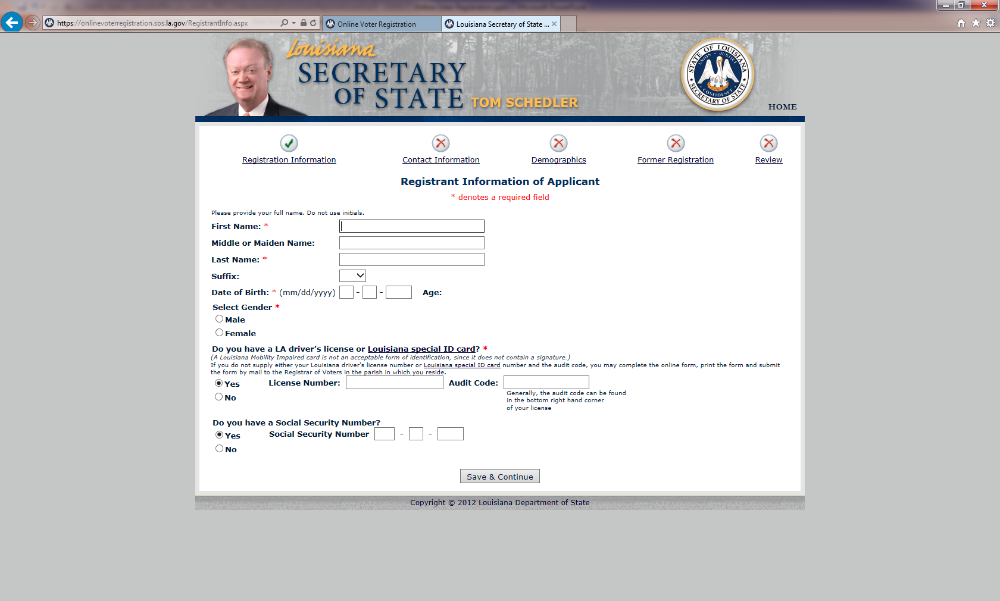 https://onlinevoterregistration.sos.la.gov/RegistrantInfo.aspx
Online Voter Registration
Louisiana Secretary of State ...
Louisiana
SECRETARY
OF STATE TOM SCHEDLER
STATE OF LOUISIANA
UNION · JUSTICE
CONFIDENCE
SECRETARY OF STATE
HOME
Registration Information
Contact Information
Demographics
Former Registration
Review
Registrant Information of Applicant
* denotes a required field
Please provide your full name. Do not use initials.
First Name: *
Middle or Maiden Name:
Last Name: *
Suffix:
Date of Birth: * (mm/dd/yyyy) - - Age:
Select Gender *
Male
Female
Do you have a LA driver’s license or Louisiana special ID card? *
(A Louisiana Mobility Impaired card is not an acceptable form of identification, since it does not contain a signature.)
If you do not supply either your Louisiana driver's license number or Louisiana special ID card number and the audit code, you may complete the online form, print the form and submit
the form by mail to the Registrar of Voters in the parish in which you reside.
Yes License Number: Audit Code:
No
Generally, the audit code can be found
in the bottom right hand corner
of your license
Do you have a Social Security Number?
Yes Social Security Number - -
No
Save & Continue
Copyright © 2012 Louisiana Department of State